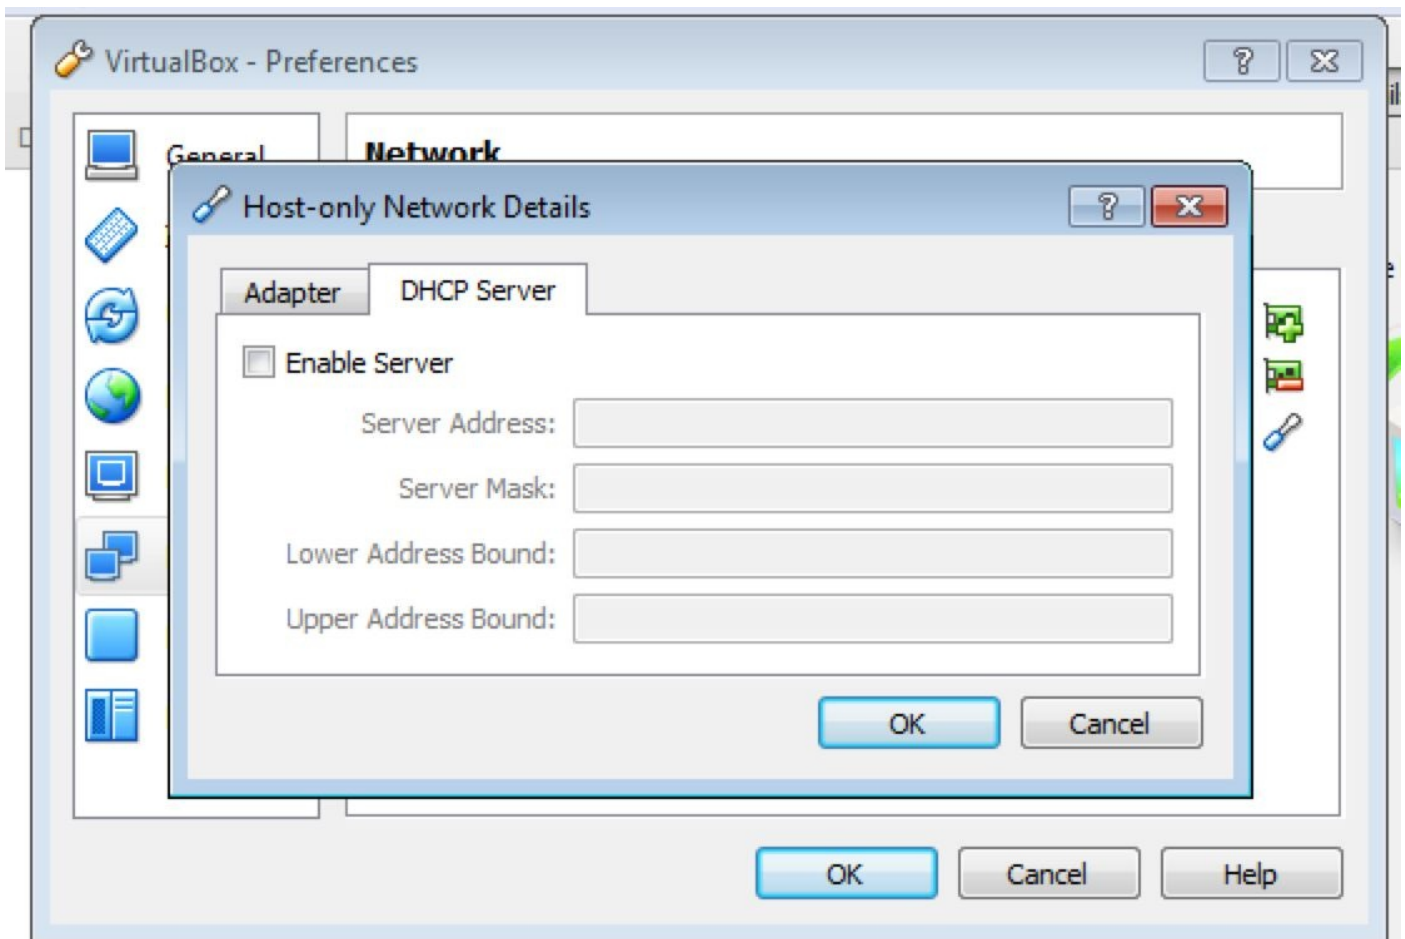 VirtualBox - Preferences
General
Network
Host-only Network Details
Adapter
DHCP Server
Enable Server
Server Address:
Server Mask:
Lower Address Bound:
Upper Address Bound:
OK
Cancel
OK
Cancel
Help